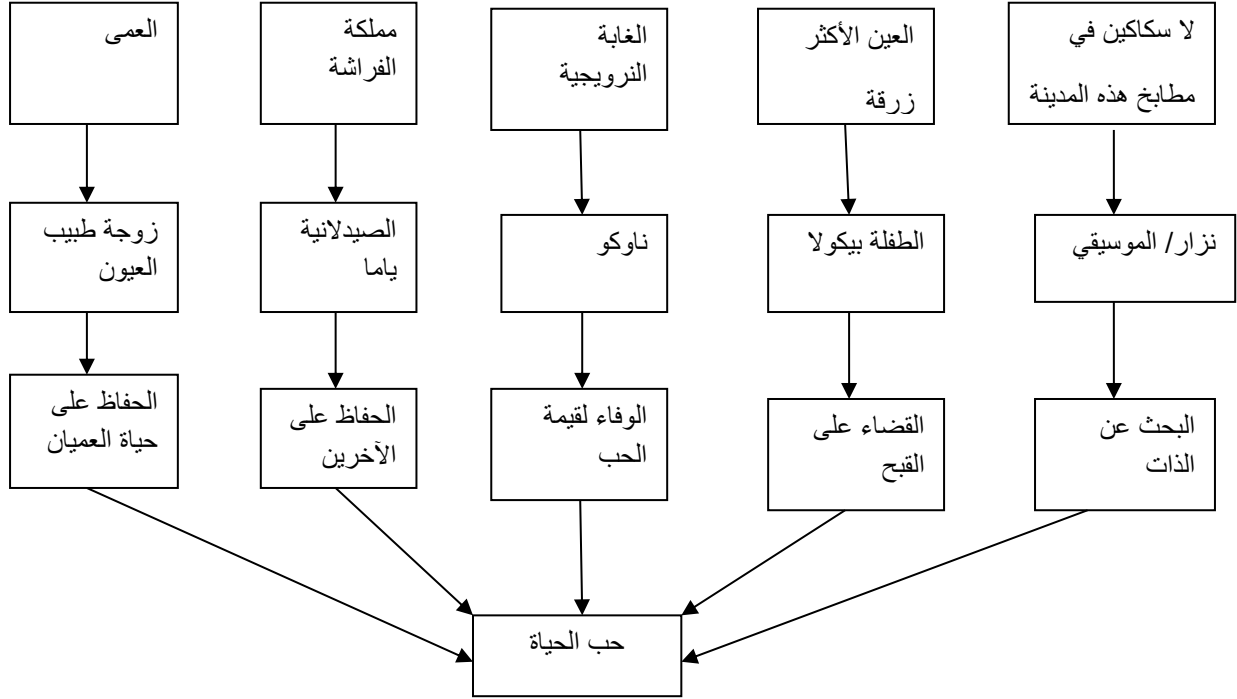 لا سكاكين في
مطابخ هذه المدينة
العين الأكثر
زرقة
الغابة
النرويجية
مملكة
الفراشة
العمى
نزار/ الموسيقي
الطفلة بيكولا
ناوكو
الصيدلانية
ياما
زوجة طبيب
العيون
البحث عن
الذات
القضاء على
القبح
الوفاء لقيمة
الحب
الحفاظ على
الآخرين
الحفاظ على
حياة العميان
حب الحياة